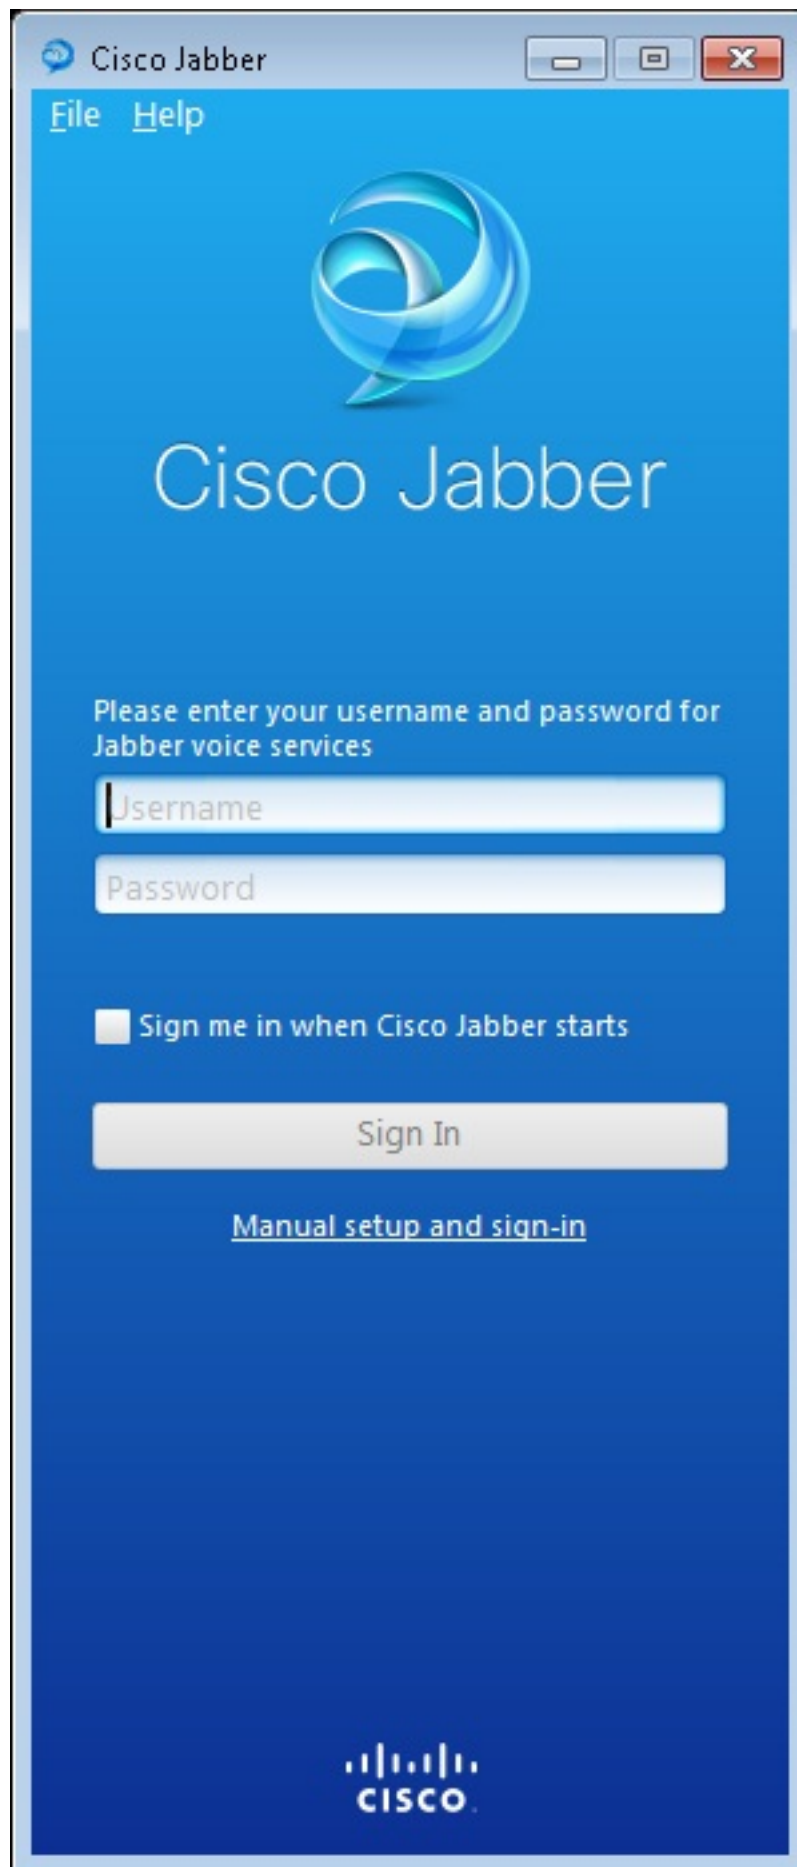 Cisco Jabber
File Help
Cisco Jabber
Please enter your username and password for
Jabber voice services
Username
Password
Sign me in when Cisco Jabber starts
Sign In
Manual setup and sign-in
CISCO